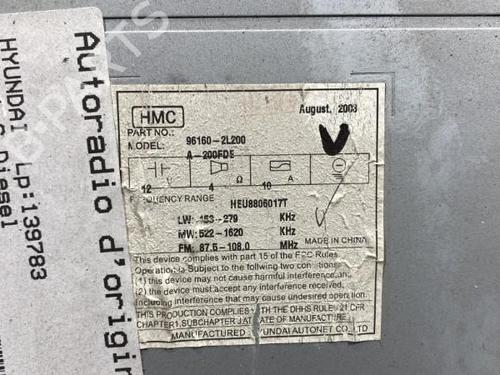 HMC
August, 2008
PART NO.:
MODEL: 96160-2L200
A-200FDE
12 4 Ω 10 A
FREQUENCY RANGE HEU8806017T
LW: 153-279 KHz
MW: 522-1620 KHz
FM: 87.5-108.0 MHz
MADE IN CHINA
This device complies with part 15 of the FCC Rules
Operation is Subject to the following two conditions
(1) this device may not cause harmful interference, and
(2) the device must accept any interference received,
including interference that may cause undesired operation.
THIS PRODUCTION COMPLIES WITH THE DHHS RULE 21 CFR
CHAPTER1,SUBCHAPTER J,AT DATE OF MANUFACTURE
MANUFACTURED HYUNDAI AUTONET CO.,LTD
Autoradio d'origin
HYUNDAI Lp:139783
Diesel